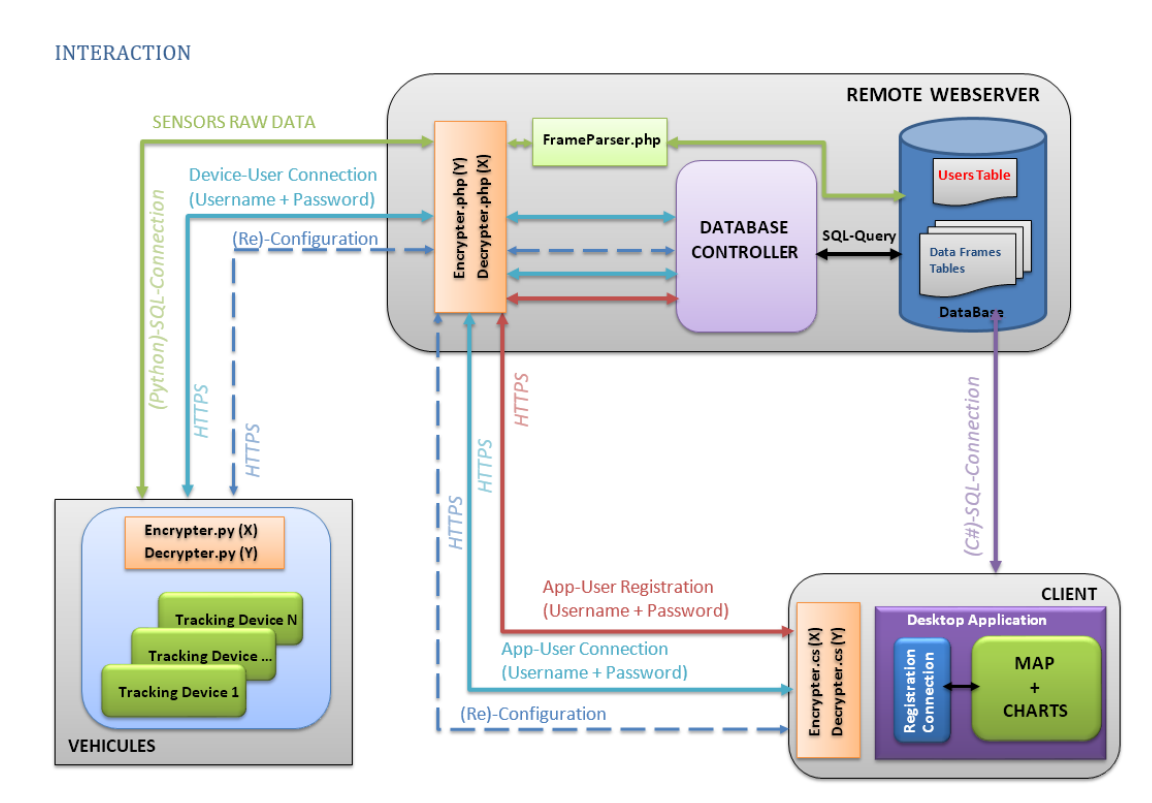 INTERACTION
REMOTE WEBSERVER
SENSORS RAW DATA
Device-User Connection
(Username + Password)
(Re)-Configuration
(Python)-SQL-Connection
HTTPS
HTTPS
Encrypter.php (Y)
Decrypter.php (X)
FrameParser.php
DATABASE
CONTROLLER
SQL-Query
Users Table
Data Frames
Tables
DataBase
HTTPS
HTTPS
HTTPS
(C#)-SQL-Connection
Encrypter.py (X)
Decrypter.py (Y)
Tracking Device N
Tracking Device ...
Tracking Device 1
VEHICULES
App-User Registration
(Username + Password)
App-User Connection
(Username + Password)
(Re)-Configuration
CLIENT
Encrypter.cs (X)
Decrypter.cs (Y)
Desktop Application
Registration
Connection
MAP
+
CHARTS